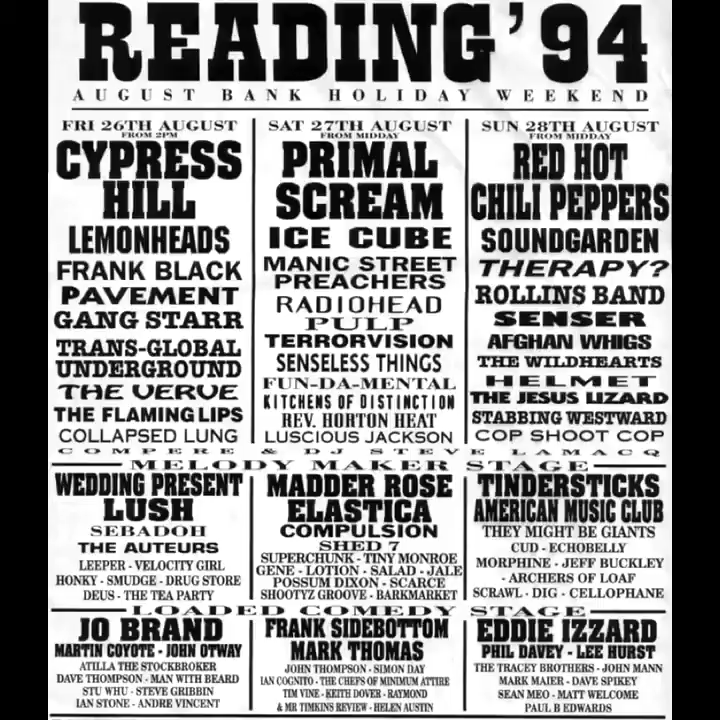 READING '94
AUGUST BANK HOLIDAY WEEKEND
FRI 26TH AUGUST
FROM 2PM
CYPRESS
HILL
LEMONHEADS
FRANK BLACK
PAVEMENT
GANG STARR
TRANS-GLOBAL
UNDERGROUND
THE VERVE
THE FLAMING LIPS
COLLAPSED LUNG
SAT 27TH AUGUST
FROM MIDDAY
PRIMAL
SCREAM
ICE CUBE
MANIC STREET
PREACHERS
RADIOHEAD
PULP
TERRORVISION
SENSELESS THINGS
FUN-DA-MENTAL
KITCHENS OF DISTINCTION
REV. HORTON HEAT
LUSCIOUS JACKSON
SUN 28TH AUGUST
FROM MIDDAY
RED HOT
CHILI PEPPERS
SOUNDGARDEN
THERAPY?
ROLLINS BAND
SENSER
AFGHAN WHIGS
THE WILDHEARTS
HELMET
THE JESUS LIZARD
STABBING WESTWARD
COP SHOOT COP
COMPERE & DJ STEVE LAMACQ
MELODY MAKER STAGE
WEDDING PRESENT
LUSH
SEBADOH
THE AUTEURS
LEEPER - VELOCITY GIRL
HONKY - SMUDGE - DRUG STORE
DEUS - THE TEA PARTY
MADDER ROSE
ELASTICA
COMPULSION
SHED 7
SUPERCHUNK - TINY MONROE
GENE - LOTION - SALAD - JALE
POSSUM DIXON - SCARCE
SHOOTYZ GROOVE - BARKMARKET
TINDERSTICKS
AMERICAN MUSIC CLUB
THEY MIGHT BE GIANTS
CUD - ECHOBELLY
MORPHINE - JEFF BUCKLEY
- ARCHERS OF LOAF
SCRAWL - DIG - CELLOPHANE
LOADED COMEDY STAGE
JO BRAND
MARTIN COYOTE - JOHN OTWAY
ATILLA THE STOCKBROKER
DAVE THOMPSON - MAN WITH BEARD
STU WHU - STEVE GRIBBIN
IAN STONE - ANDRE VINCENT
FRANK SIDEBOTTOM
MARK THOMAS
JOHN THOMPSON - SIMON DAY
IAN COGNITO - THE CHEFS OF MINIMUM ATTIRE
TIM VINE - KEITH DOVER - RAYMOND
& MR TIMKINS REVIEW - HELEN AUSTIN
EDDIE IZZARD
PHIL DAVEY - LEE HURST
THE TRACEY BROTHERS - JOHN MANN
MARK MAIER - DAVE SPIKEY
SEAN MEO - MATT WELCOME
PAUL B EDWARDS